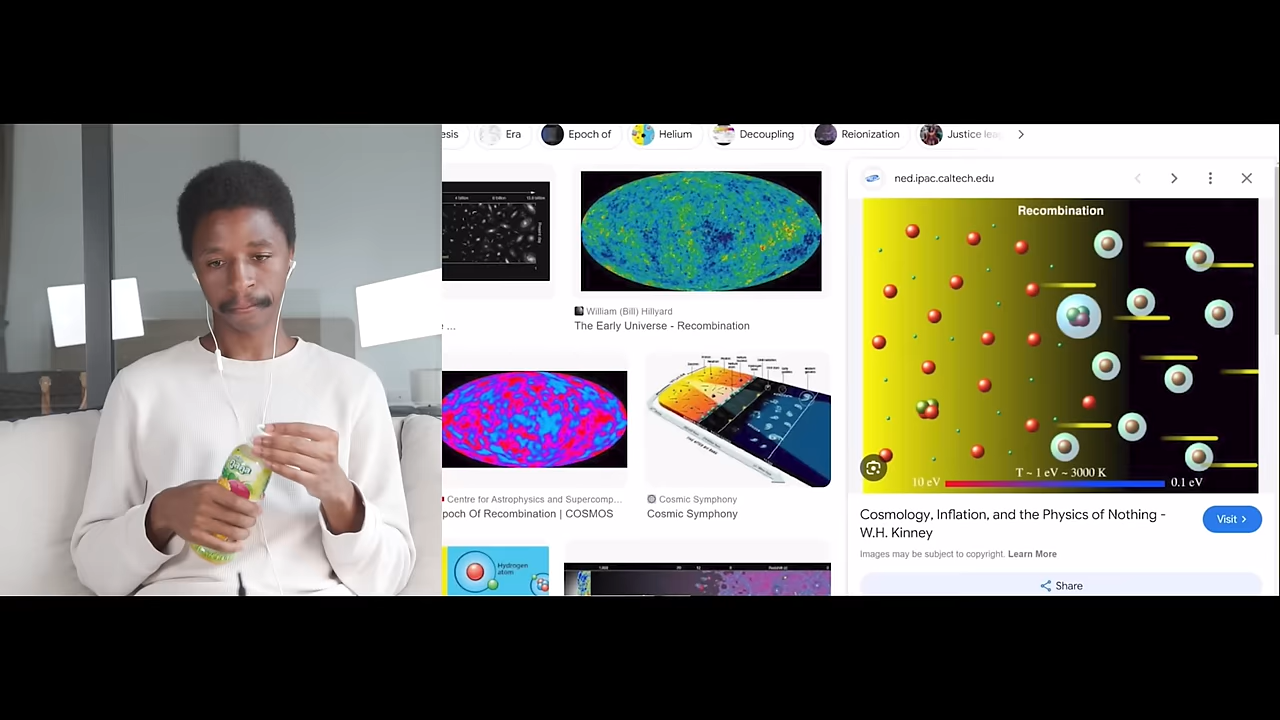 esis
Era
Epoch of
Helium
Decoupling
Reionization
Justice lea
ned.ipac.caltech.edu
Recombination
William (Bill) Hillyard
The Early Universe - Recombination
e ...
T ~ 1 eV ~ 3000 K
10 eV
0.1 eV
Centre for Astrophysics and Supercomp...
poch Of Recombination | COSMOS
Cosmic Symphony
Cosmic Symphony
Cosmology, Inflation, and the Physics of Nothing -
W.H. Kinney
Visit
Images may be subject to copyright. Learn More
Hydrogen
atom
Share